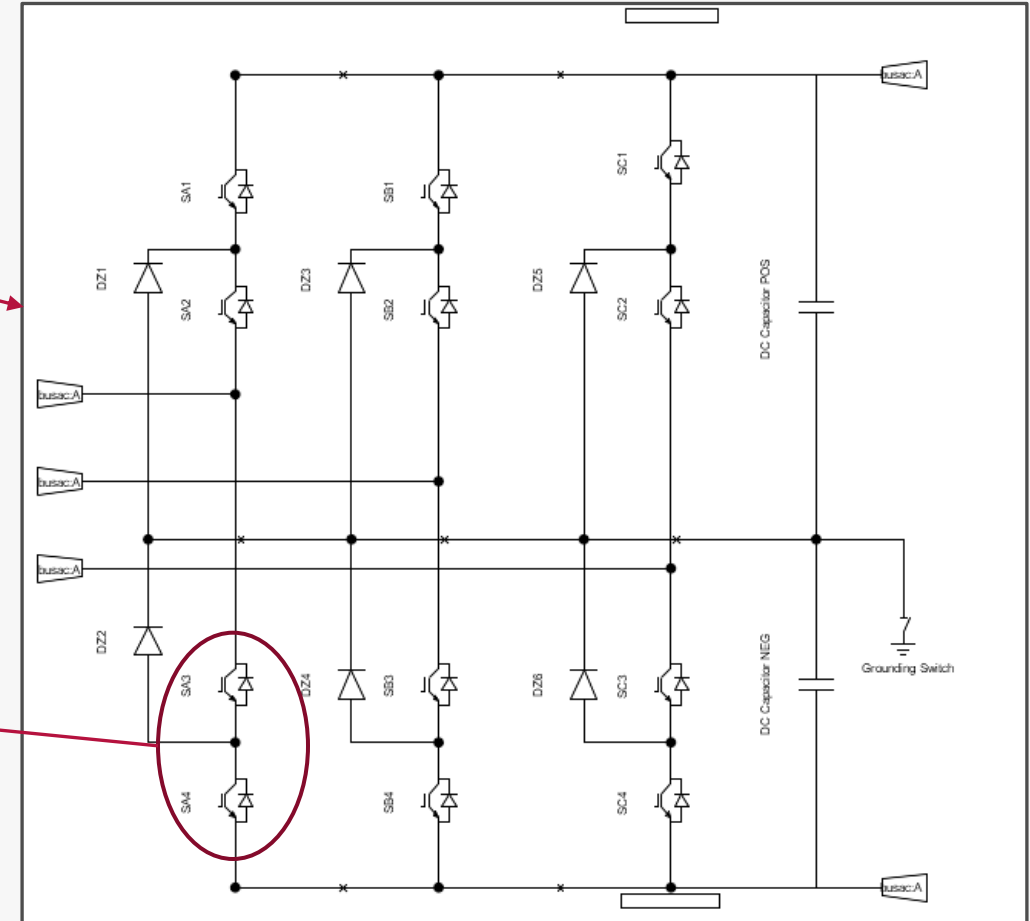 busac:A
SC1
SA1
SB1
DZ1
DZ3
DZ5
SA2
SB2
SC2
DC Capacitor POS
busac:A
busac:A
busac:A
DZ2
SA3
DZ4
SB3
DZ6
SC3
DC Capacitor NEG
Grounding Switch
SA4
SB4
SC4
busac:A